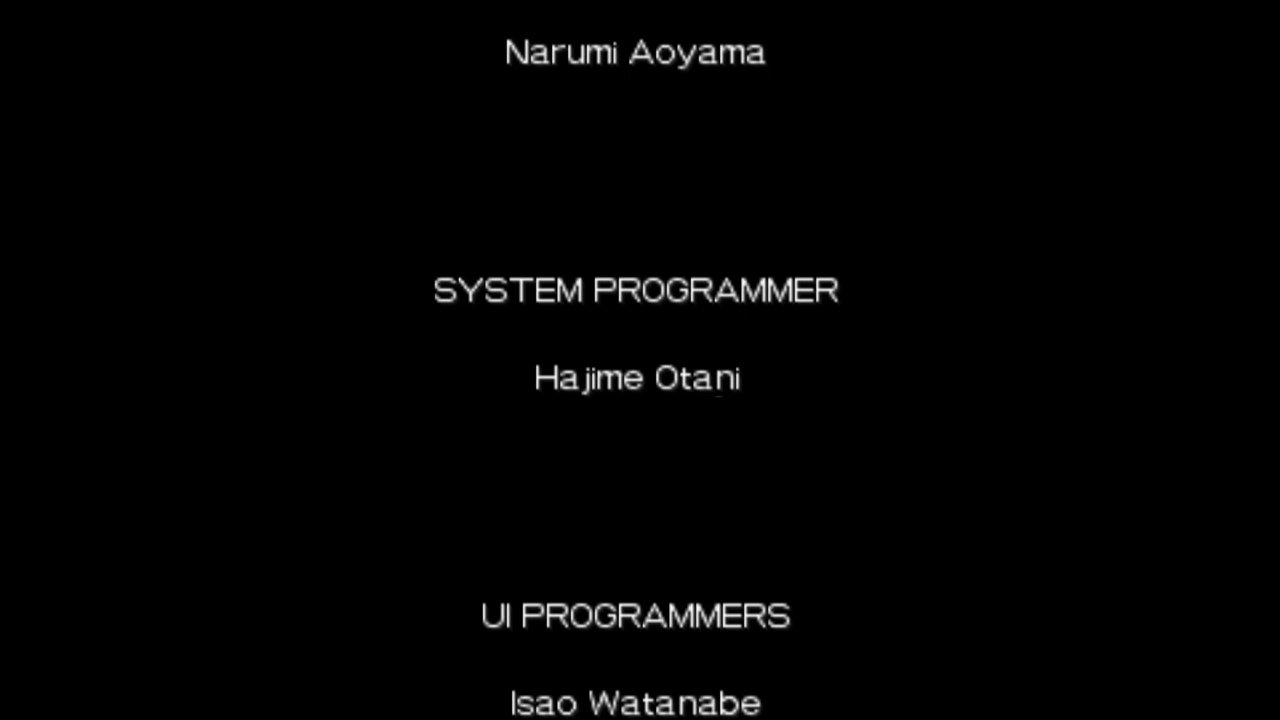 Narumi Aoyama
SYSTEM PROGRAMMER
Hajime Otani
UI PROGRAMMERS
Isao Watanabe